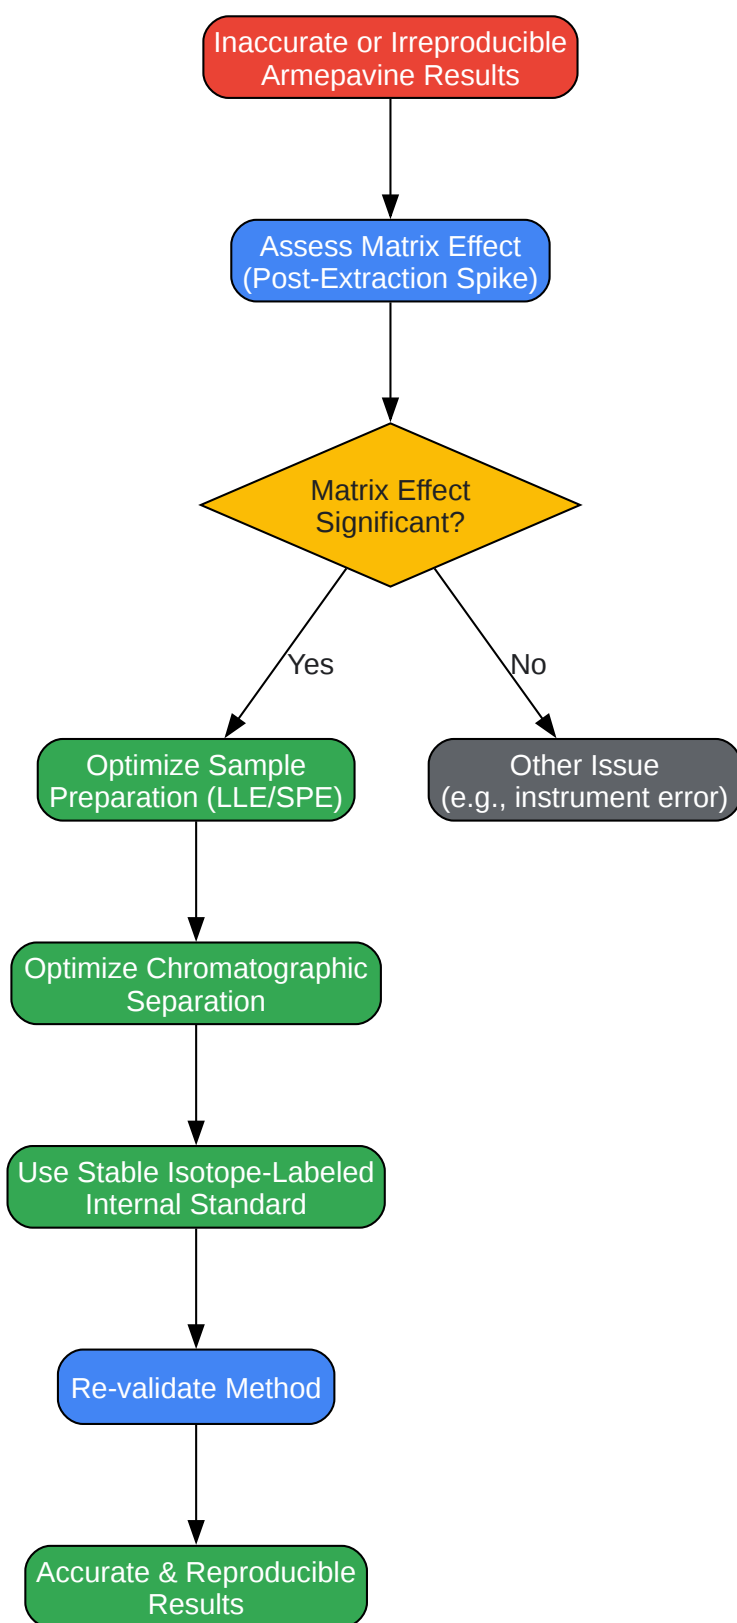 Inaccurate or Irreproducible
Armepavine Results
Assess Matrix Effect
(Post-Extraction Spike)
Matrix Effect
Significant?
Yes
No
Optimize Sample
Preparation (LLE/SPE)
Other Issue
(e.g., instrument error)
Optimize Chromatographic
Separation
Use Stable Isotope-Labeled
Internal Standard
Re-validate Method
Accurate & Reproducible
Results